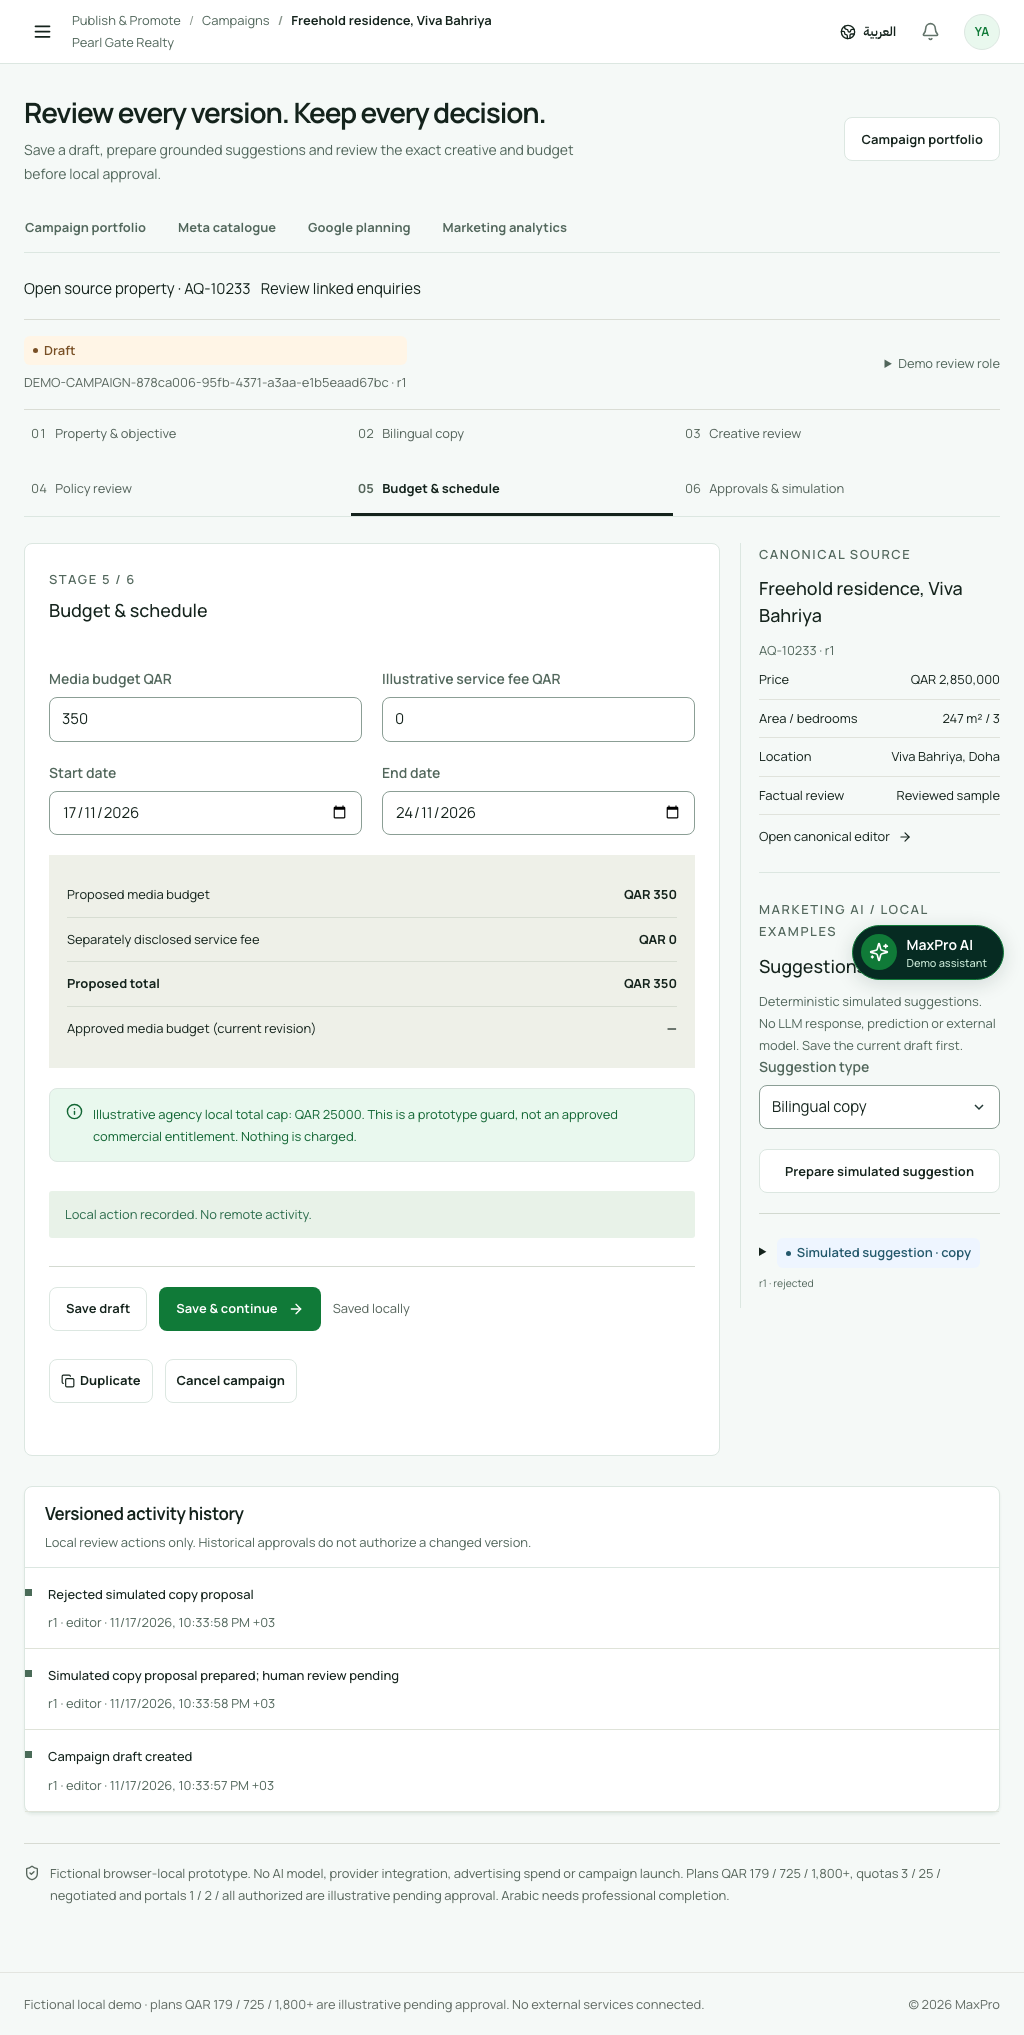 Publish & Promote / Campaigns / Freehold residence, Viva Bahriya
Pearl Gate Realty
العربية
YA
Review every version. Keep every decision.
Save a draft, prepare grounded suggestions and review the exact creative and budget
before local approval.
Campaign portfolio
Campaign portfolio
Meta catalogue
Google planning
Marketing analytics
Open source property · AQ-10233 Review linked enquiries
Draft
DEMO-CAMPAIGN-878ca006-95fb-4371-a3aa-e1b5eaad67bc · r1
Demo review role
01 Property & objective
02 Bilingual copy
03 Creative review
04 Policy review
05 Budget & schedule
06 Approvals & simulation
STAGE 5 / 6
Budget & schedule
Media budget QAR
Illustrative service fee QAR
350
0
Start date
End date
17/11/2026
24/11/2026
Proposed media budget QAR 350
Separately disclosed service fee QAR 0
Proposed total QAR 350
Approved media budget (current revision) —
Illustrative agency local total cap: QAR 25000. This is a prototype guard, not an approved
commercial entitlement. Nothing is charged.
Local action recorded. No remote activity.
Save draft
Save & continue
Saved locally
Duplicate
Cancel campaign
CANONICAL SOURCE
Freehold residence, Viva
Bahriya
AQ-10233 · r1
Price QAR 2,850,000
Area / bedrooms 247 m² / 3
Location Viva Bahriya, Doha
Factual review Reviewed sample
Open canonical editor
MARKETING AI / LOCAL
EXAMPLES
Suggestions
MaxPro AI
Demo assistant
Deterministic simulated suggestions.
No LLM response, prediction or external
model. Save the current draft first.
Suggestion type
Bilingual copy
Prepare simulated suggestion
Simulated suggestion · copy
r1 · rejected
Versioned activity history
Local review actions only. Historical approvals do not authorize a changed version.
Rejected simulated copy proposal
r1 · editor · 11/17/2026, 10:33:58 PM +03
Simulated copy proposal prepared; human review pending
r1 · editor · 11/17/2026, 10:33:58 PM +03
Campaign draft created
r1 · editor · 11/17/2026, 10:33:57 PM +03
Fictional browser-local prototype. No AI model, provider integration, advertising spend or campaign launch. Plans QAR 179 / 725 / 1,800+, quotas 3 / 25 /
negotiated and portals 1 / 2 / all authorized are illustrative pending approval. Arabic needs professional completion.
Fictional local demo · plans QAR 179 / 725 / 1,800+ are illustrative pending approval. No external services connected.
© 2026 MaxPro